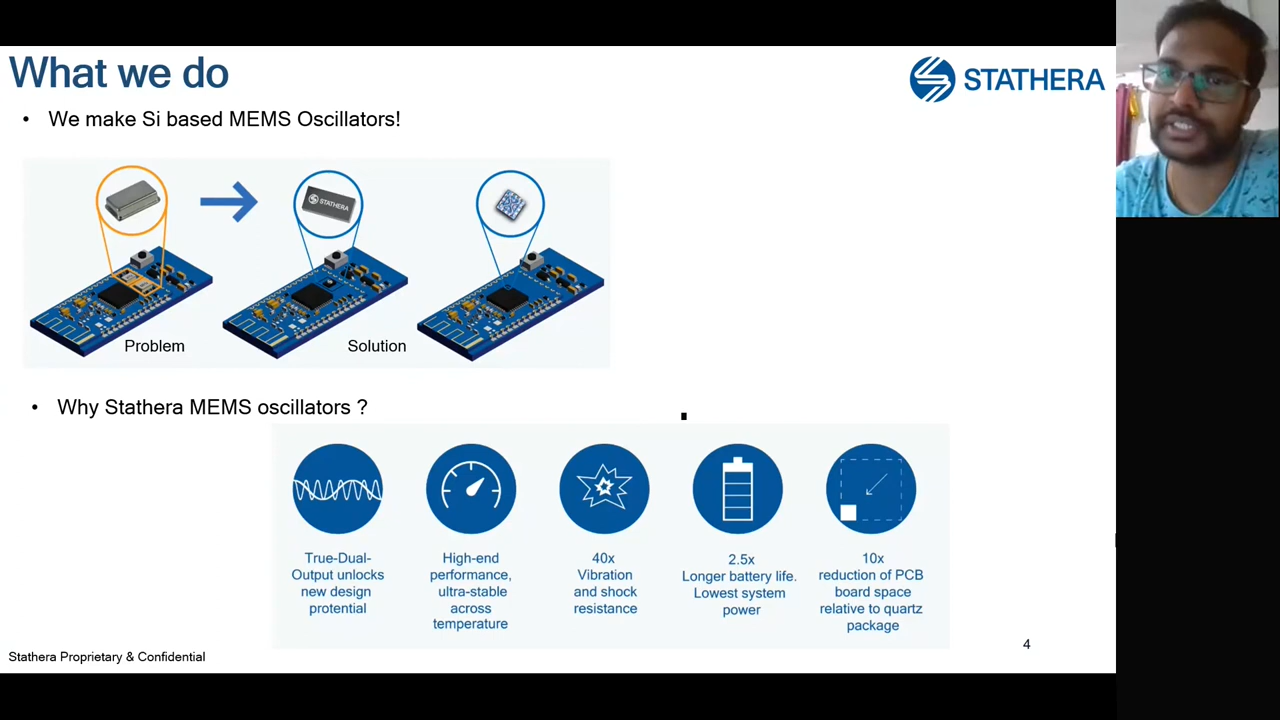 What we do
STATHERA
• We make Si based MEMS Oscillators!
STATHERA
Problem
Solution
• Why Stathera MEMS oscillators ?
True-Dual-
Output unlocks
new design
protential
High-end
performance,
ultra-stable
across
temperature
40x
Vibration
and shock
resistance
2.5x
Longer battery life.
Lowest system
power
10x
reduction of PCB
board space
relative to quartz
package
Stathera Proprietary & Confidential
4